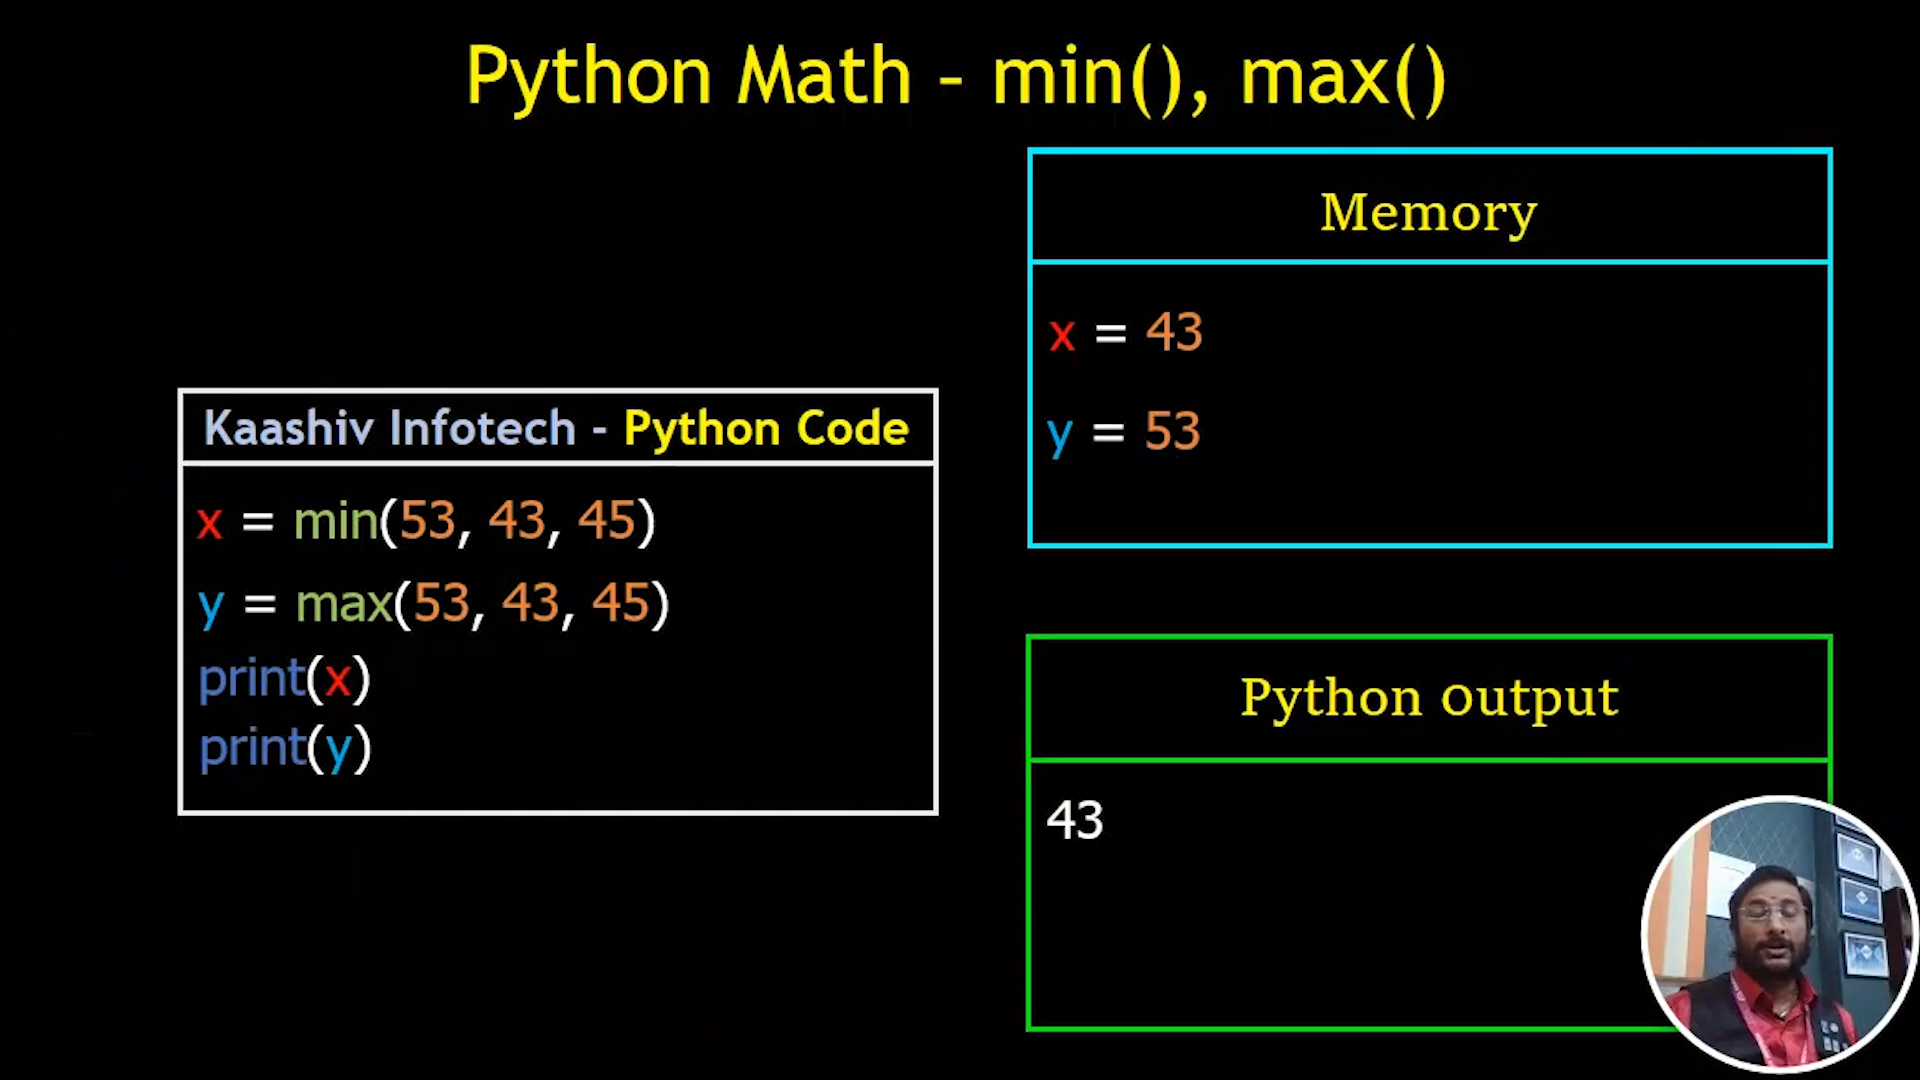 Python Math - min(), max()
Kaashiv Infotech - Python Code
x = min(53, 43, 45)
y = max(53, 43, 45)
print(x)
print(y)
Memory
x = 43
y = 53
Python Output
43